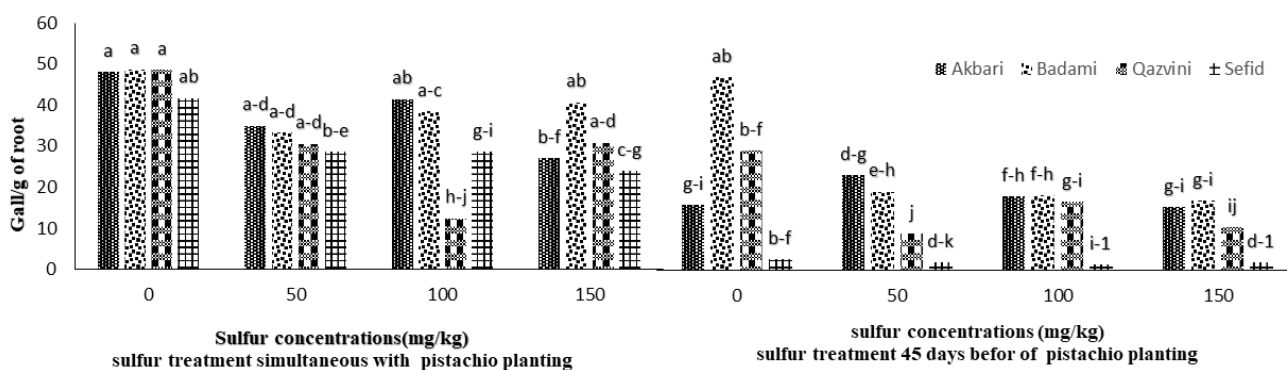 60
50
40
30
20
10
0
Gall/g of root
a a a ab
a-d a-d a-d b-e
ab a-c h-j g-i
b-f ab a-d c-g
g-i ab b-f b-f
d-g e-h j d-k
f-h f-h g-i i-1
g-i g-i ij d-1
Akbari Badami Qazvini Sefid
0 50 100 150
0 50 100 150
Sulfur concentrations(mg/kg)
sulfur treatment simultaneous with pistachio planting
sulfur concentrations (mg/kg)
sulfur treatment 45 days befor of pistachio planting